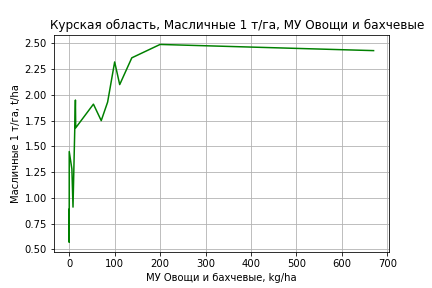 Курская область, Масличные 1 т/га, МУ Овощи и бахчевые
2.50
2.25
2.00
1.75
1.50
1.25
1.00
0.75
0.50
Масличные 1 т/га, t/ha
0 100 200 300 400 500 600 700
МУ Овощи и бахчевые, kg/ha